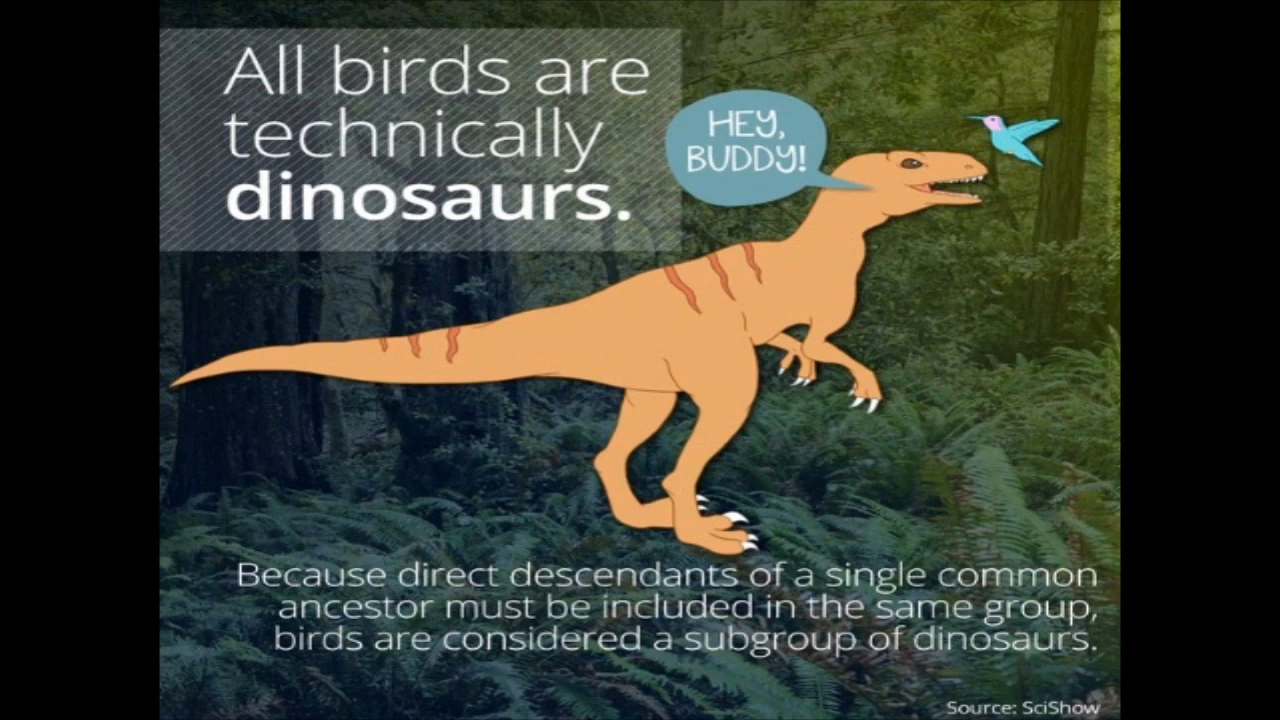 All birds are
technically
dinosaurs.
HEY,
BUDDY!
Because direct descendants of a single common
ancestor must be included in the same group,
birds are considered a subgroup of dinosaurs.
Source: SciShow